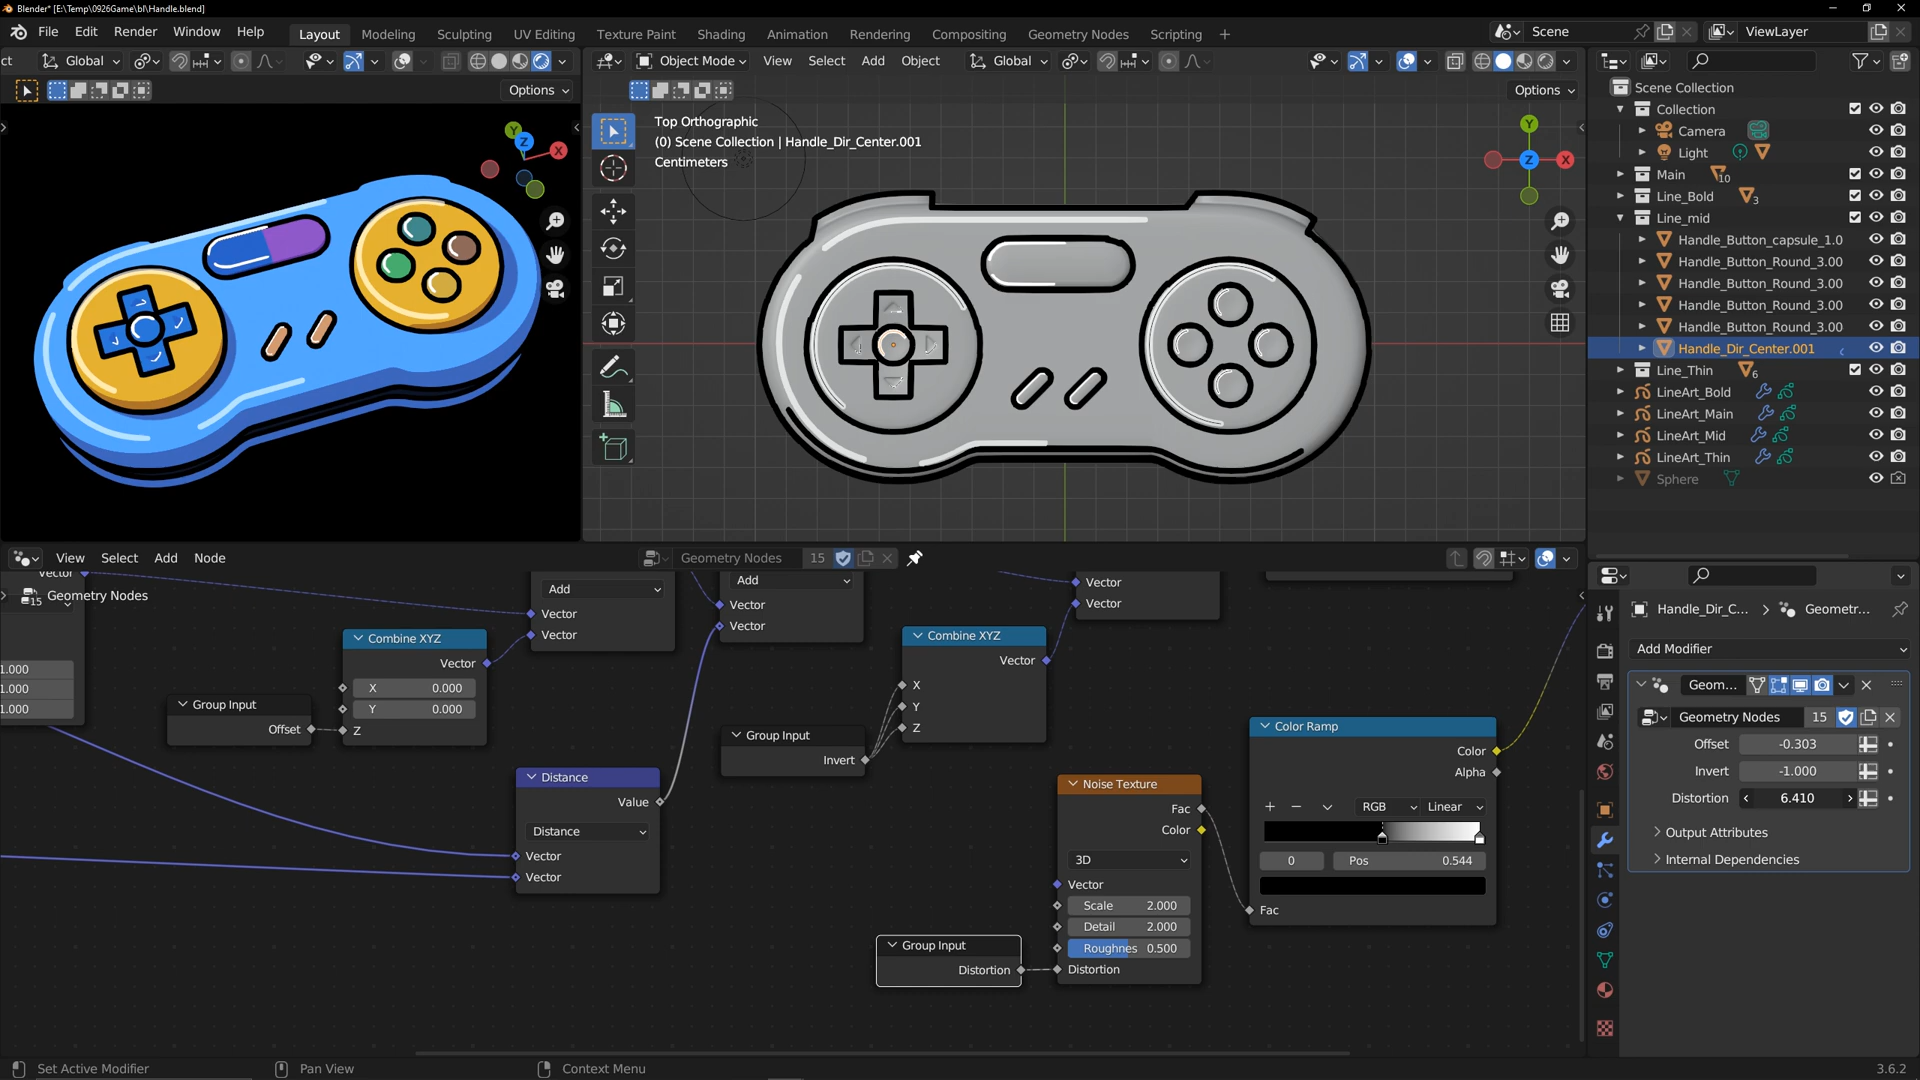 Blender* [E:\Temp\0926Game\bl\Handle.blend]
File Edit Render Window Help Layout Modeling Sculpting UV Editing Texture Paint Shading Animation Rendering Compositing Geometry Nodes Scripting + Scene ViewLayer
ct Global Object Mode View Select Add Object Global
Options Options
Top Orthographic
(0) Scene Collection | Handle_Dir_Center.001
Centimeters
Y Z X
Y Z X
Scene Collection
Collection
Camera
Light
Main 10
Line_Bold 3
Line_mid
Handle_Button_capsule_1.0
Handle_Button_Round_3.00
Handle_Button_Round_3.00
Handle_Button_Round_3.00
Handle_Button_Round_3.00
Handle_Dir_Center.001
Line_Thin 6
LineArt_Bold
LineArt_Main
LineArt_Mid
LineArt_Thin
Sphere
View Select Add Node Geometry Nodes 15
Vector
15 Geometry Nodes
1.000
1.000
1.000
Group Input
Offset
Combine XYZ
Vector
X 0.000
Y 0.000
Z
Add
Vector
Vector
Add
Vector
Vector
Distance
Value
Distance
Vector
Vector
Group Input
Invert
Combine XYZ
Vector
X
Y
Z
Vector
Vector
Group Input
Distortion
Noise Texture
Fac
Color
3D
Vector
Scale 2.000
Detail 2.000
Roughnes 0.500
Distortion
Color Ramp
Color
Alpha
RGB Linear
0 Pos 0.544
Fac
Handle_Dir_C... > Geometr...
Add Modifier
Geom...
Geometry Nodes 15
Offset -0.303
Invert -1.000
Distortion 6.410
Output Attributes
Internal Dependencies
Set Active Modifier Pan View Context Menu 3.6.2